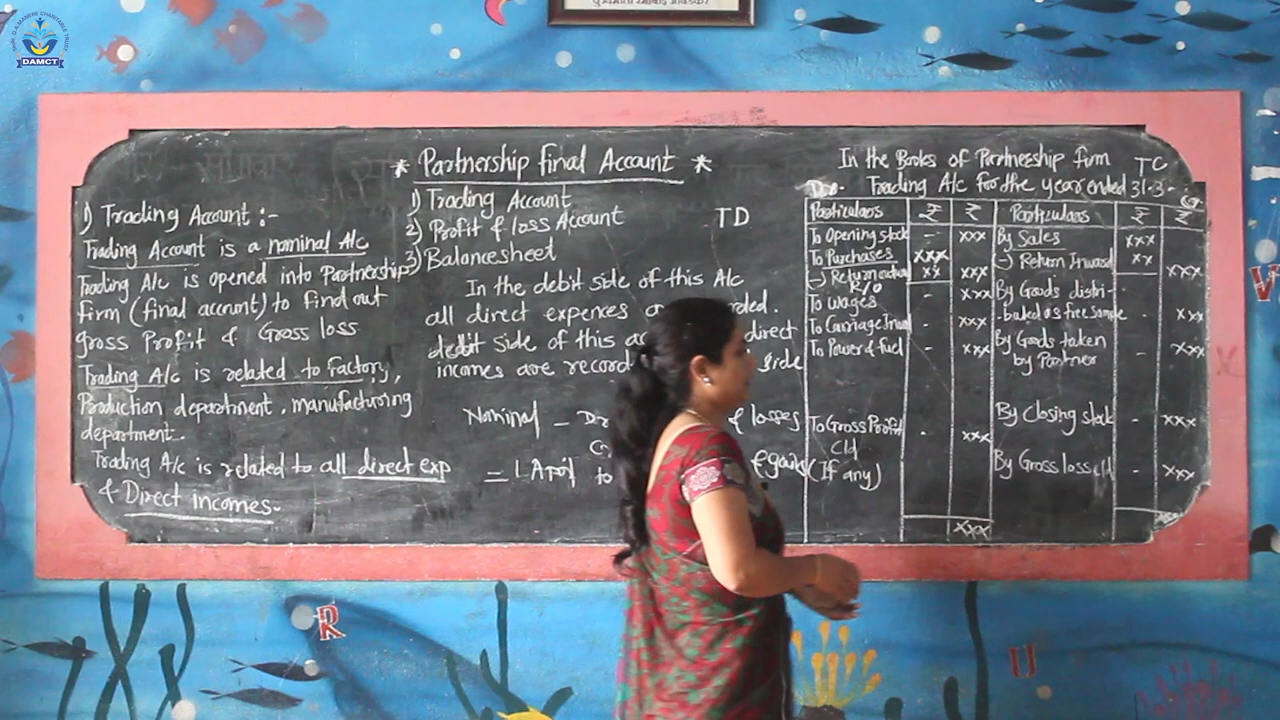 DAMCT
* Partnership final Account *
1) Trading Account :-
Trading Account is a nominal A/c
Trading A/c is opened into Partnership
firm (final account) to find out
gross Profit & Gross loss
Trading A/c is related to factory,
Production department, manufacturing
department.
Trading A/c is related to all direct exp
& Direct incomes.
1) Trading Account
2) Profit & loss Account
3) Balancesheet
TD
In the debit side of this A/c
all direct expences
debit side of this direct
incomes are side
Nominal - & losses
= 1 April to
In the Books of Partnership firm
TC
Trading A/c for the year ended 31-3-
Particulars ₹ ₹ Particulars ₹ ₹
To Opening stock - xxx By Sales xxx
To Purchases xxx (-) Return Inward xx xxx
(-) Return xx xxx By Goods distri-
R/O
To wages - xxx -buted as free sample - xxx
To Carriage - xxx By Goods taken
To Power & fuel - xxx by Partner - xxx
To Gross Profit - xxx By Closing stock - xxx
C/d
(If any) By Gross loss - xxx
xxx
R
U
V